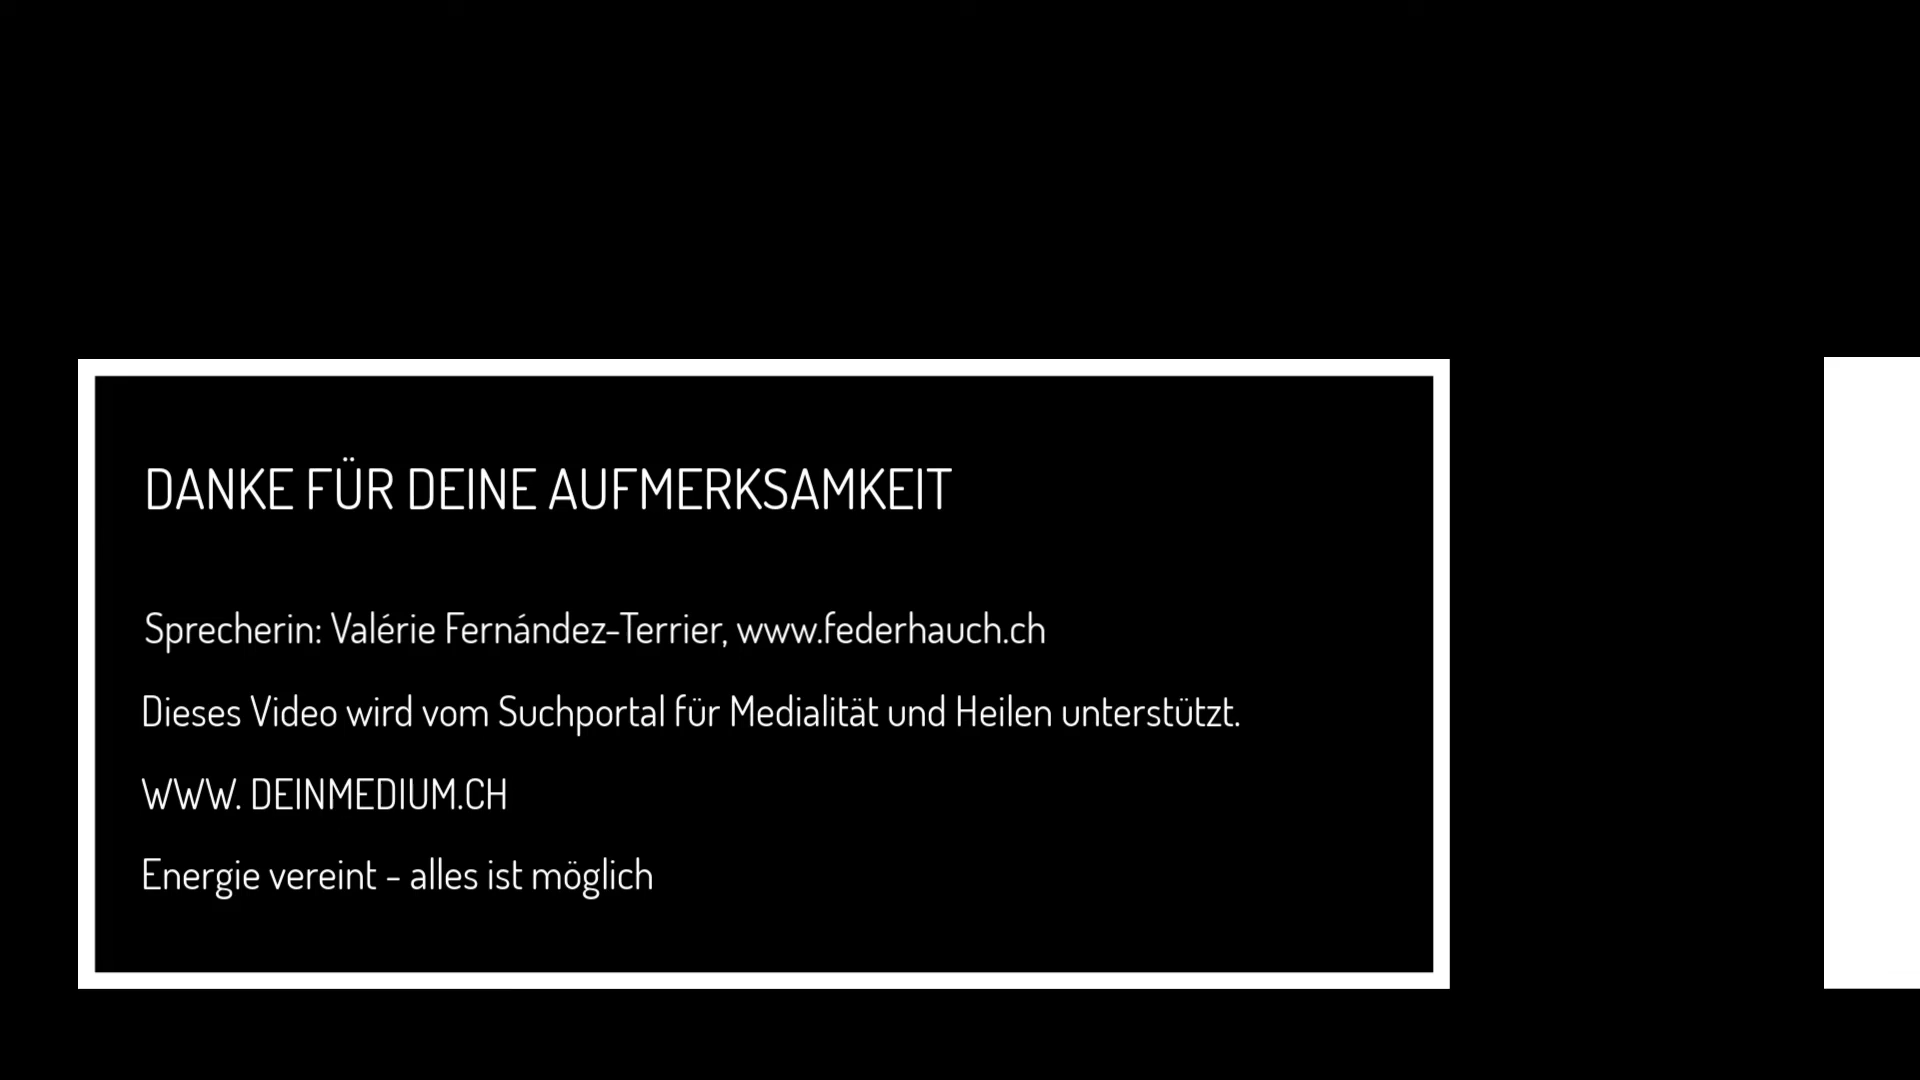 DANKE FÜR DEINE AUFMERKSAMKEIT
Sprecherin: Valérie Fernández-Terrier, www.federhauch.ch
Dieses Video wird vom Suchportal für Medialität und Heilen unterstützt.
WWW. DEINMEDIUM.CH
Energie vereint - alles ist möglich